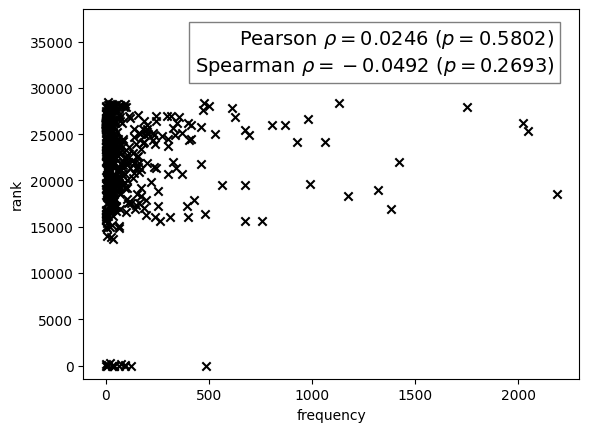 Pearson ρ = 0.0246 (p = 0.5802)
Spearman ρ = −0.0492 (p = 0.2693)
35000
30000
25000
20000
15000
10000
5000
0
rank
0 500 1000 1500 2000
frequency